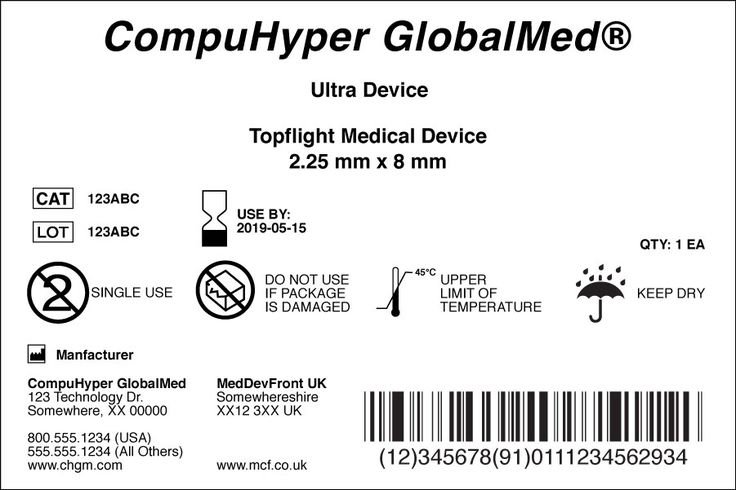 CompuHyper GlobalMed®
Ultra Device
Topflight Medical Device
2.25 mm x 8 mm
CAT 123ABC
LOT 123ABC
USE BY:
2019-05-15
QTY: 1 EA
2 SINGLE USE
DO NOT USE
IF PACKAGE
IS DAMAGED
45°C
UPPER
LIMIT OF
TEMPERATURE
KEEP DRY
Manfacturer
CompuHyper GlobalMed
123 Technology Dr.
Somewhere, XX 00000
800.555.1234 (USA)
555.555.1234 (All Others)
www.chgm.com
MedDevFront UK
Somewhereshire
XX12 3XX UK
www.mcf.co.uk
(12)345678(91)0111234562934